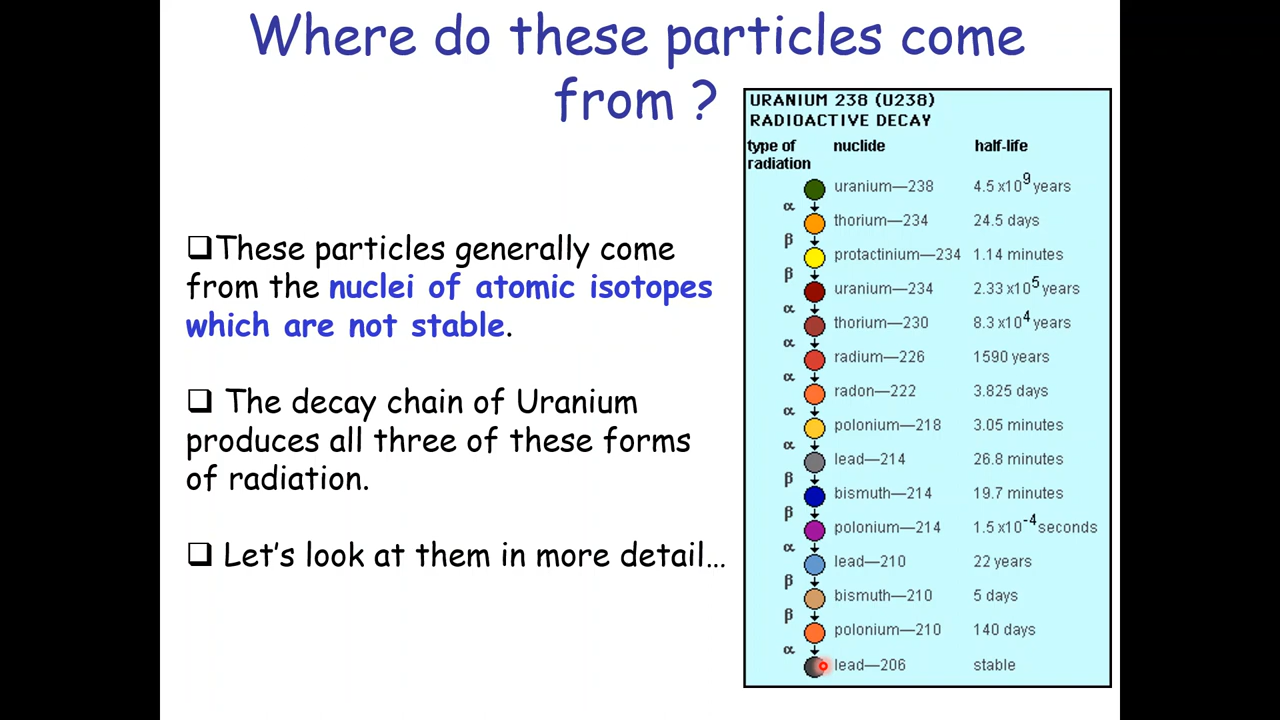 Where do these particles come
from ?
❑These particles generally come
from the nuclei of atomic isotopes
which are not stable.
❑ The decay chain of Uranium
produces all three of these forms
of radiation.
❑ Let's look at them in more detail…
URANIUM 238 (U238)
RADIOACTIVE DECAY
type of radiation nuclide half-life
uranium—238 4.5 x10⁹ years
α
thorium—234 24.5 days
β
protactinium—234 1.14 minutes
β
uranium—234 2.33 x10⁵ years
α
thorium—230 8.3 x10⁴ years
α
radium—226 1590 years
α
radon—222 3.825 days
α
polonium—218 3.05 minutes
α
lead—214 26.8 minutes
β
bismuth—214 19.7 minutes
β
polonium—214 1.5 x10⁻⁴ seconds
α
lead—210 22 years
β
bismuth—210 5 days
β
polonium—210 140 days
α
lead—206 stable